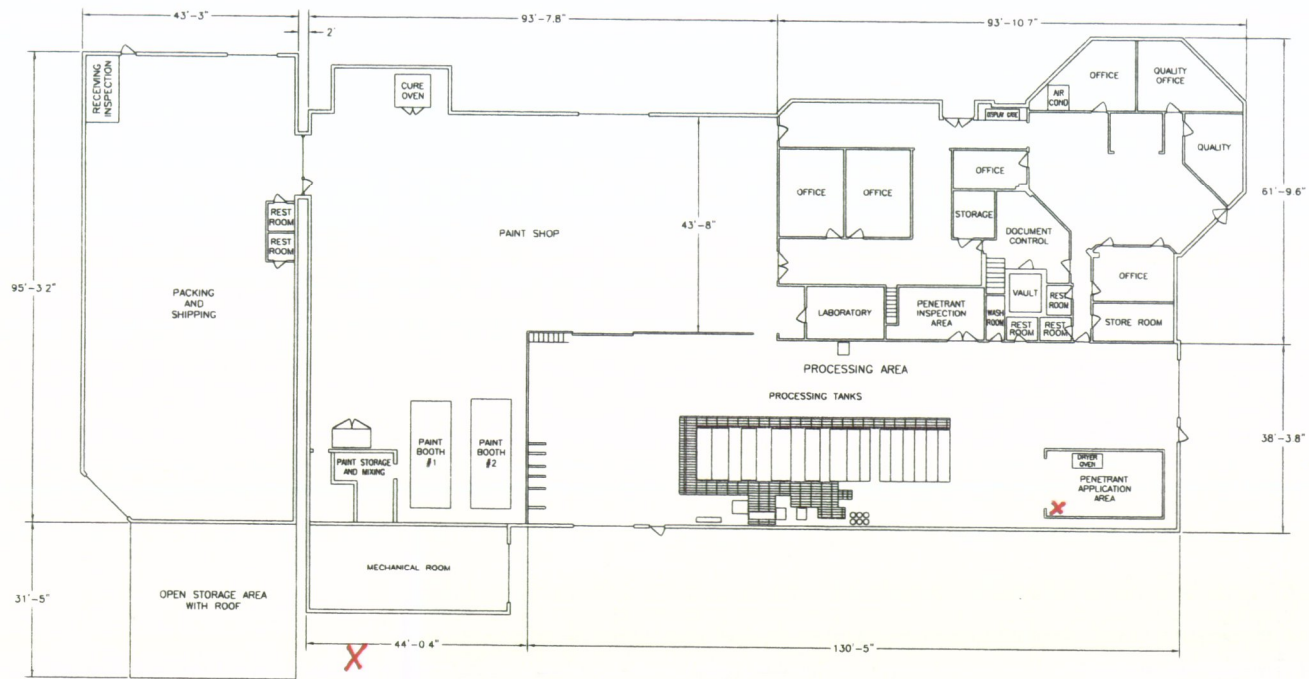 43'-3"
2'
93'-7.8"
93'-10.7"
RECEIVING
INSPECTION
CURE
OVEN
OFFICE
QUALITY
OFFICE
AIR
COND
QUALITY
OFFICE
OFFICE
OFFICE
STORAGE
DOCUMENT
CONTROL
61'-9.6"
REST
ROOM
REST
ROOM
PAINT SHOP
43'-8"
95'-3.2"
PACKING
AND
SHIPPING
OFFICE
VAULT
REST
ROOM
LABORATORY
PENETRANT
INSPECTION
AREA
WASH
ROOM
REST
ROOM
REST
ROOM
STORE ROOM
PROCESSING AREA
PROCESSING TANKS
38'-3.8"
PAINT
BOOTH
#1
PAINT
BOOTH
#2
PAINT STORAGE
AND MIXING
DRYER
OVEN
PENETRANT
APPLICATION
AREA
X
MECHANICAL ROOM
31'-5"
OPEN STORAGE AREA
WITH ROOF
44'-0.4"
130'-5"
X